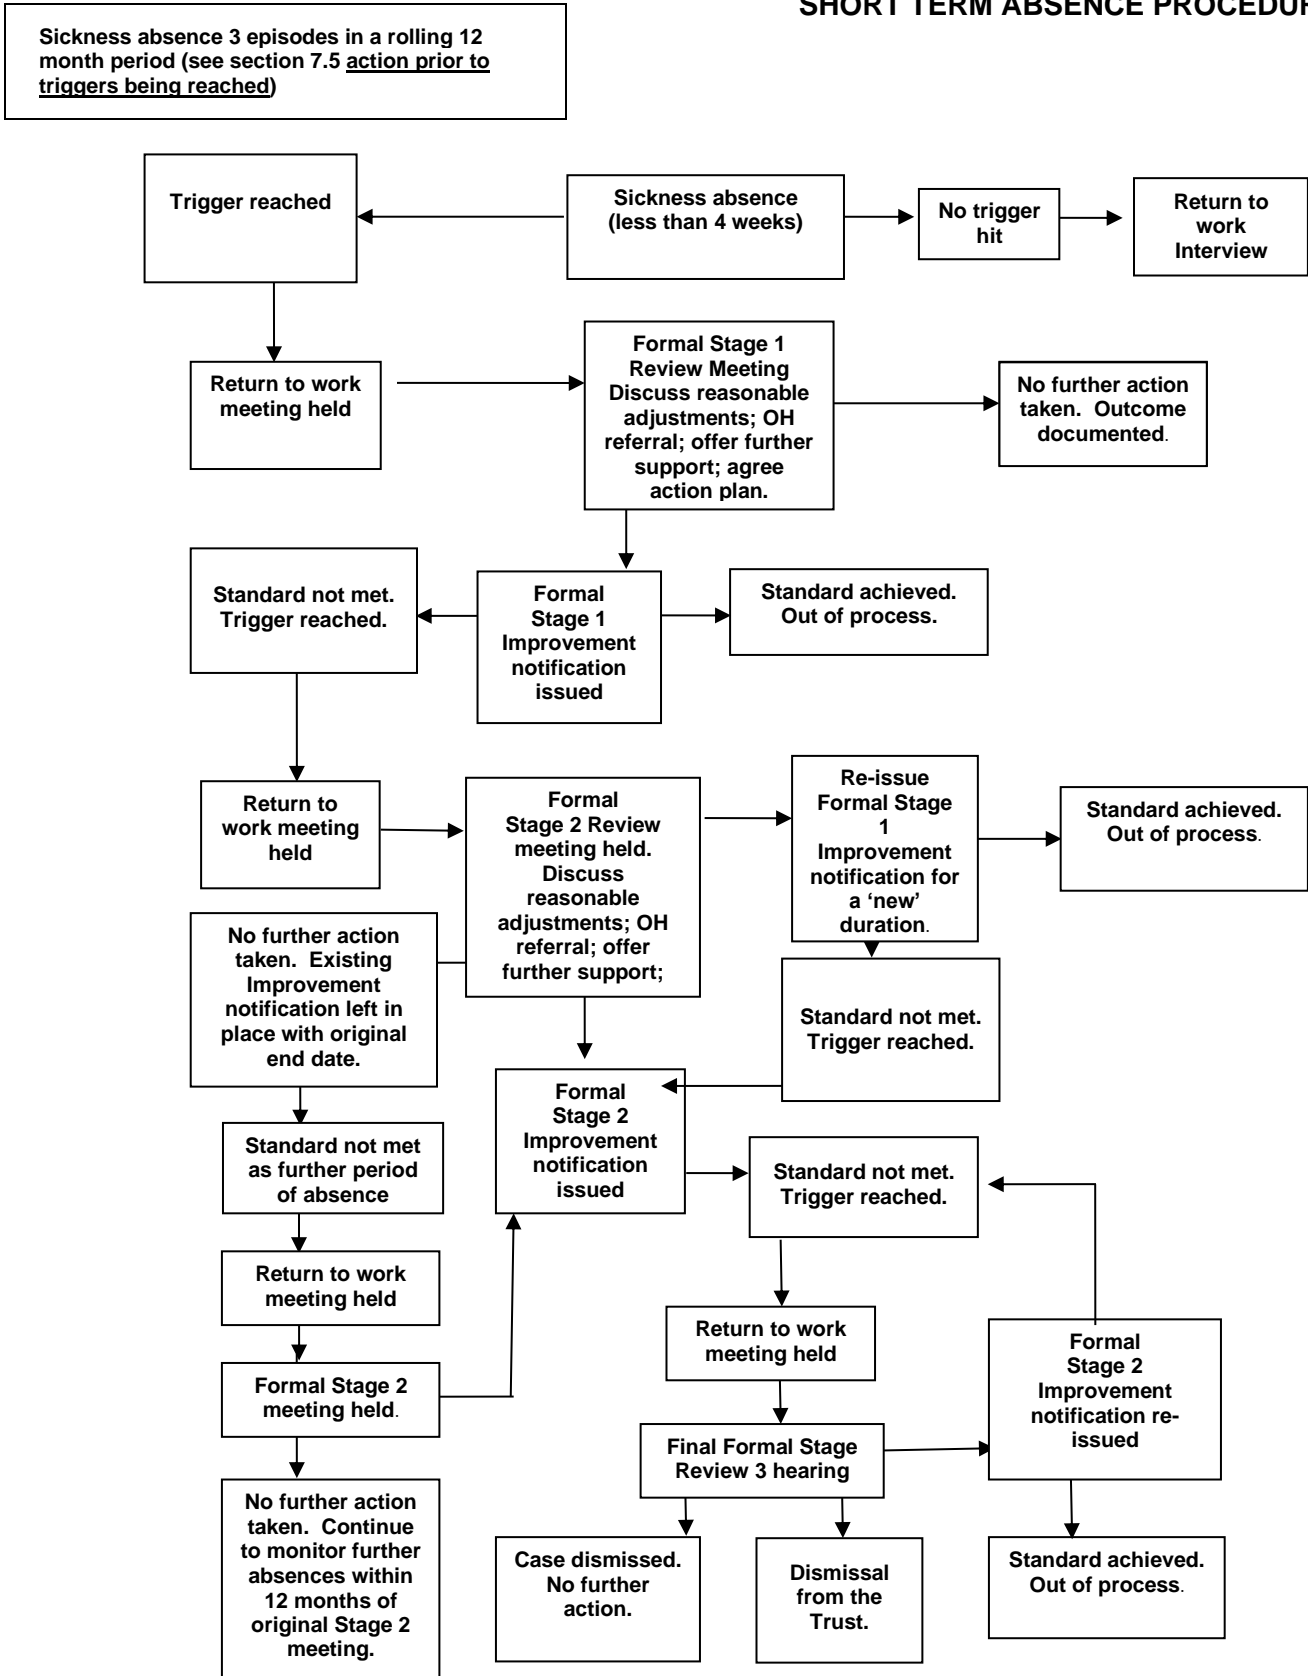 SHORT TERM ABSENCE PROCEDUR
Sickness absence 3 episodes in a rolling 12
month period (see section 7.5 action prior to
triggers being reached)
Trigger reached
Sickness absence
(less than 4 weeks)
No trigger
hit
Return to
work
Interview
Return to work
meeting held
Formal Stage 1
Review Meeting
Discuss reasonable
adjustments; OH
referral; offer further
support; agree
action plan.
No further action
taken. Outcome
documented.
Standard not met.
Trigger reached.
Formal
Stage 1
Improvement
notification
issued
Standard achieved.
Out of process.
Return to
work meeting
held
Formal
Stage 2 Review
meeting held.
Discuss
reasonable
adjustments; OH
referral; offer
further support;
Re-issue
Formal Stage
1
Improvement
notification for
a ‘new’
duration.
Standard achieved.
Out of process.
No further action
taken. Existing
Improvement
notification left in
place with original
end date.
Standard not met.
Trigger reached.
Formal
Stage 2
Improvement
notification
issued
Standard not met
as further period
of absence
Standard not met.
Trigger reached.
Return to work
meeting held
Return to work
meeting held
Formal
Stage 2
Improvement
notification re-
issued
Formal Stage 2
meeting held.
Final Formal Stage
Review 3 hearing
No further action
taken. Continue
to monitor further
absences within
12 months of
original Stage 2
meeting.
Case dismissed.
No further
action.
Dismissal
from the
Trust.
Standard achieved.
Out of process.